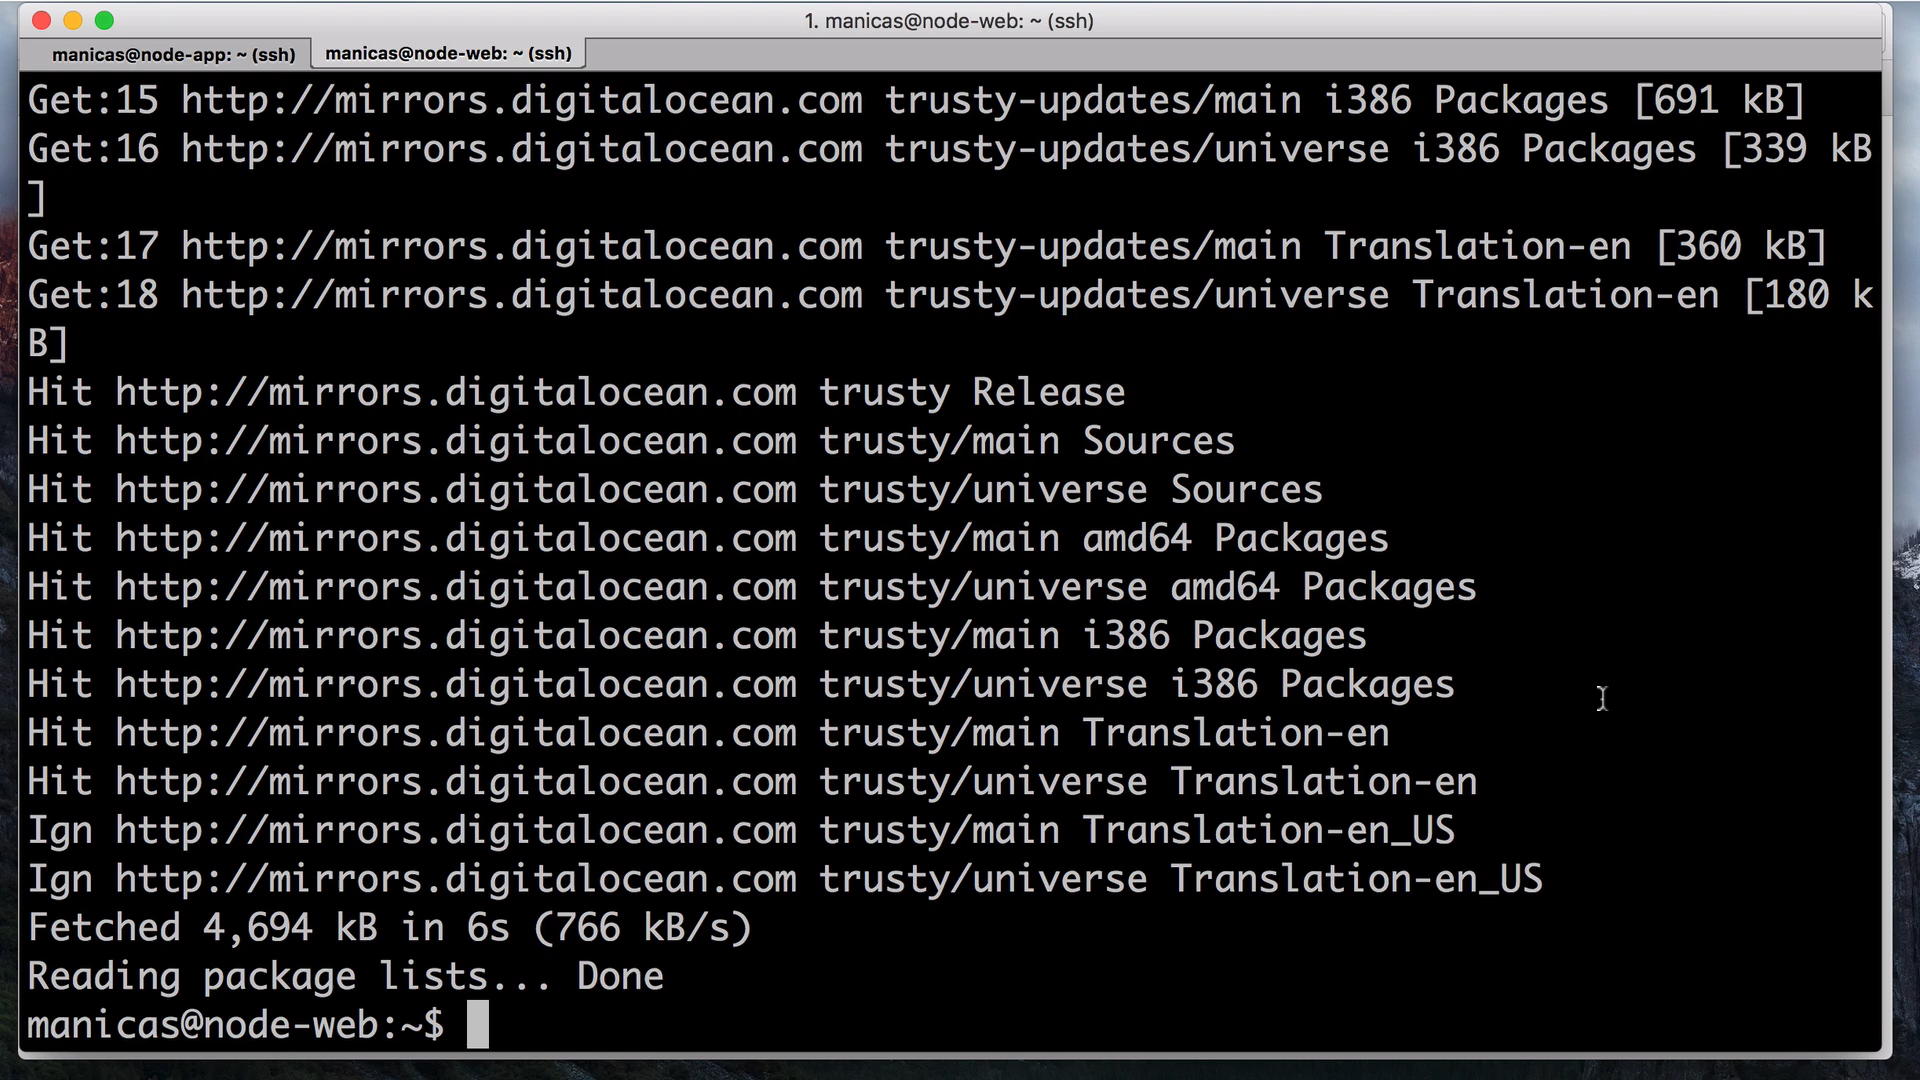 1. manicas@node-web: ~ (ssh)
manicas@node-app: ~ (ssh)
manicas@node-web: ~ (ssh)
Get:15 http://mirrors.digitalocean.com trusty-updates/main i386 Packages [691 kB]
Get:16 http://mirrors.digitalocean.com trusty-updates/universe i386 Packages [339 kB
]
Get:17 http://mirrors.digitalocean.com trusty-updates/main Translation-en [360 kB]
Get:18 http://mirrors.digitalocean.com trusty-updates/universe Translation-en [180 k
B]
Hit http://mirrors.digitalocean.com trusty Release
Hit http://mirrors.digitalocean.com trusty/main Sources
Hit http://mirrors.digitalocean.com trusty/universe Sources
Hit http://mirrors.digitalocean.com trusty/main amd64 Packages
Hit http://mirrors.digitalocean.com trusty/universe amd64 Packages
Hit http://mirrors.digitalocean.com trusty/main i386 Packages
Hit http://mirrors.digitalocean.com trusty/universe i386 Packages
Hit http://mirrors.digitalocean.com trusty/main Translation-en
Hit http://mirrors.digitalocean.com trusty/universe Translation-en
Ign http://mirrors.digitalocean.com trusty/main Translation-en_US
Ign http://mirrors.digitalocean.com trusty/universe Translation-en_US
Fetched 4,694 kB in 6s (766 kB/s)
Reading package lists... Done
manicas@node-web:~$